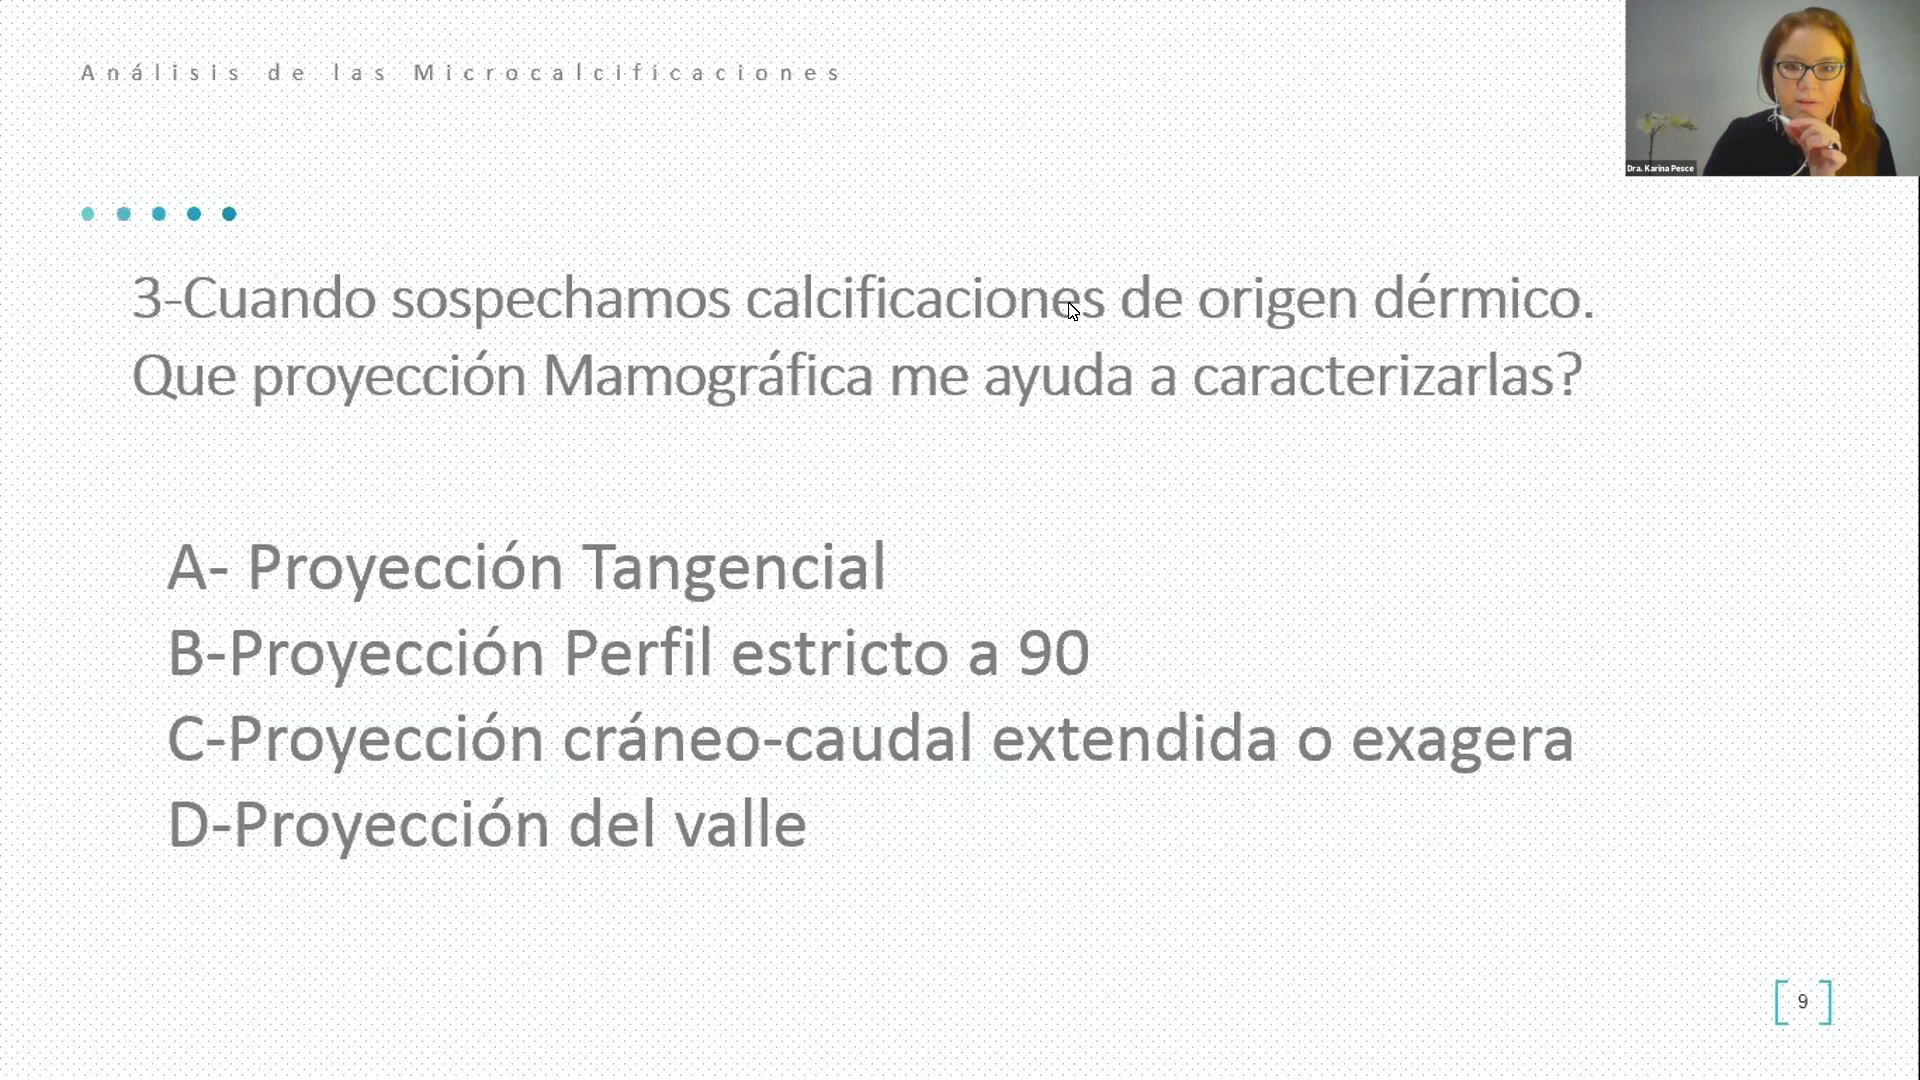 Análisis de las Microcalcificaciones
Dra. Karina Pesce
3-Cuando sospechamos calcificaciones de origen dérmico.
Que proyección Mamográfica me ayuda a caracterizarlas?
A- Proyección Tangencial
B-Proyección Perfil estricto a 90
C-Proyección cráneo-caudal extendida o exagera
D-Proyección del valle
9